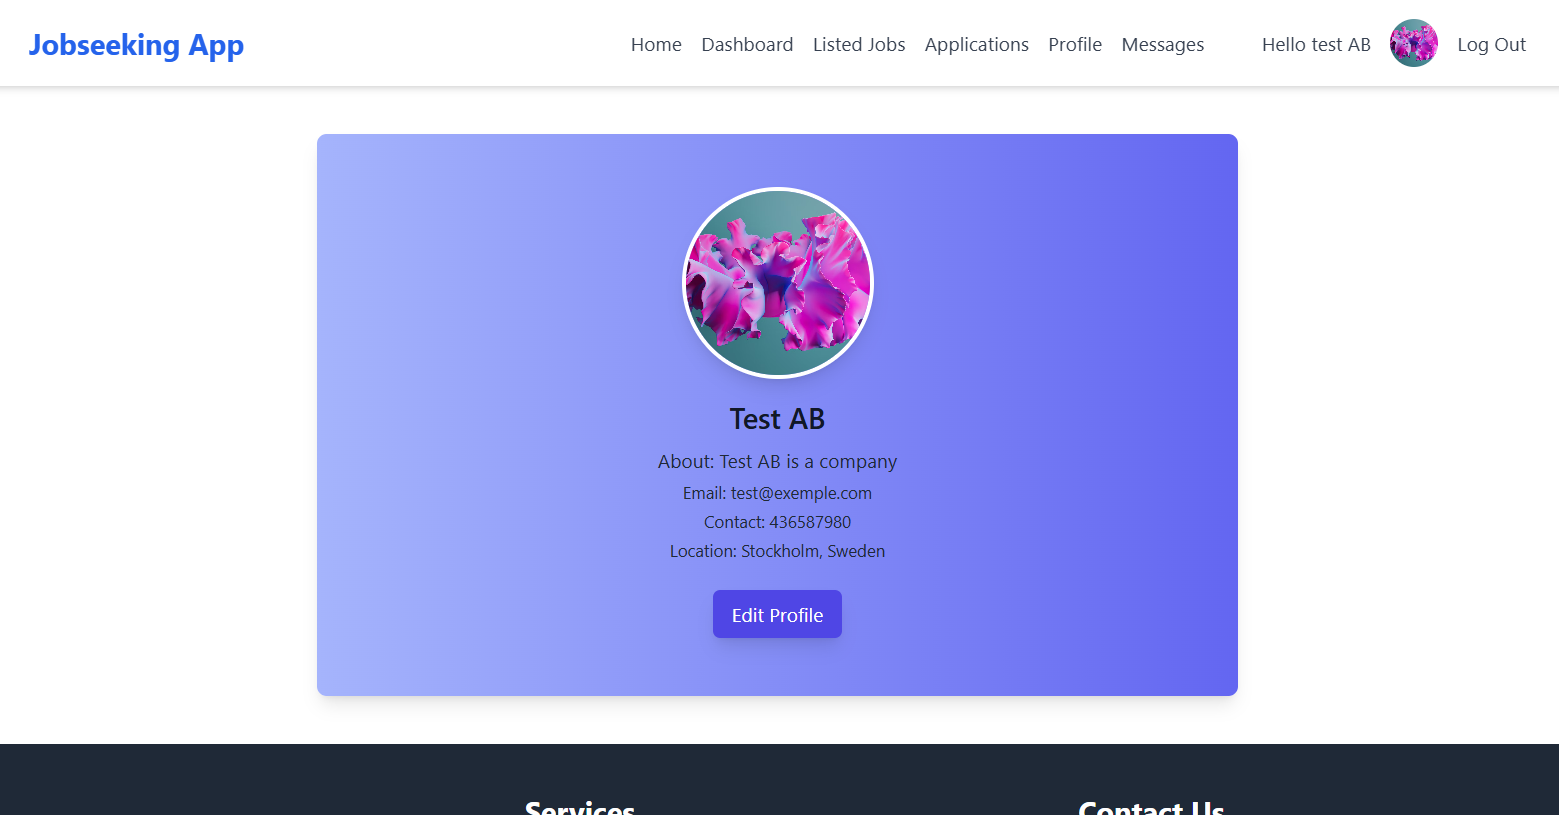 Jobseeking App
Home Dashboard Listed Jobs Applications Profile Messages Hello test AB Log Out
Test AB
About: Test AB is a company
Email: test@exemple.com
Contact: 436587980
Location: Stockholm, Sweden
Edit Profile
Services Contact Us